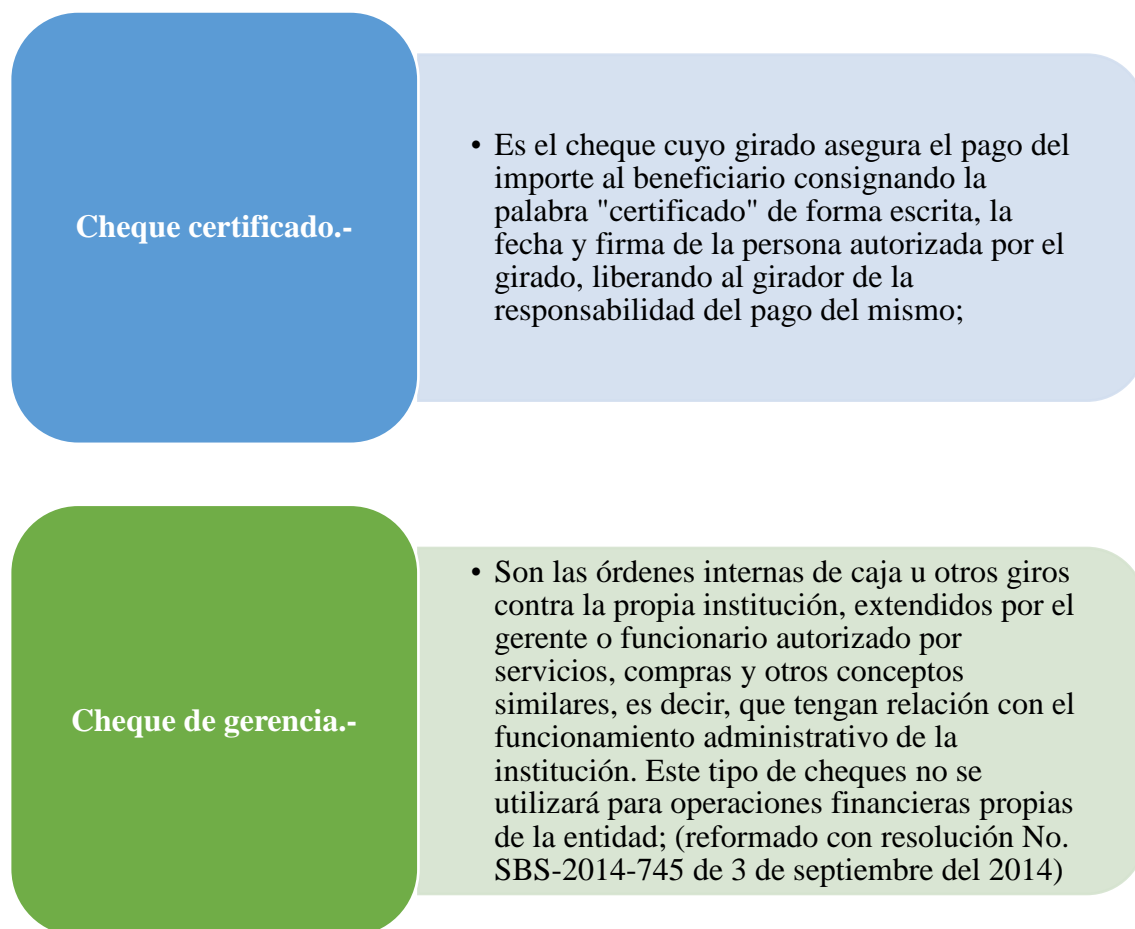 Cheque certificado.-
• Es el cheque cuyo girado asegura el pago del
importe al beneficiario consignando la
palabra "certificado" de forma escrita, la
fecha y firma de la persona autorizada por el
girado, liberando al girador de la
responsabilidad del pago del mismo;
Cheque de gerencia.-
• Son las órdenes internas de caja u otros giros
contra la propia institución, extendidos por el
gerente o funcionario autorizado por
servicios, compras y otros conceptos
similares, es decir, que tengan relación con el
funcionamiento administrativo de la
institución. Este tipo de cheques no se
utilizará para operaciones financieras propias
de la entidad; (reformado con resolución No.
SBS-2014-745 de 3 de septiembre del 2014)